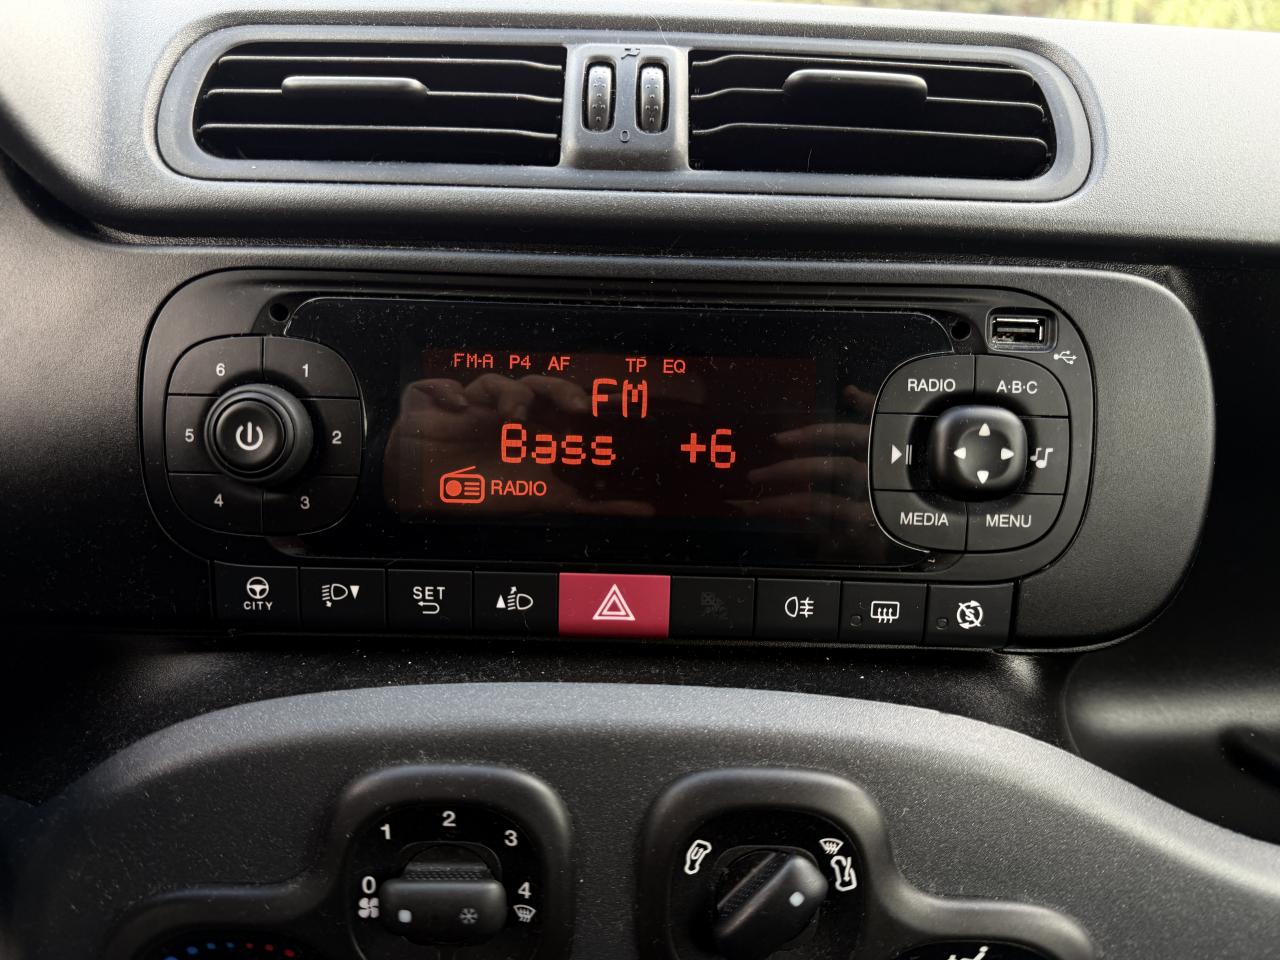 0
FM-A P4 AF TP EQ
FM
Bass +6
RADIO
6 1
5 2
4 3
RADIO A·B·C
MEDIA MENU
CITY
SET
1 2 3
0 4